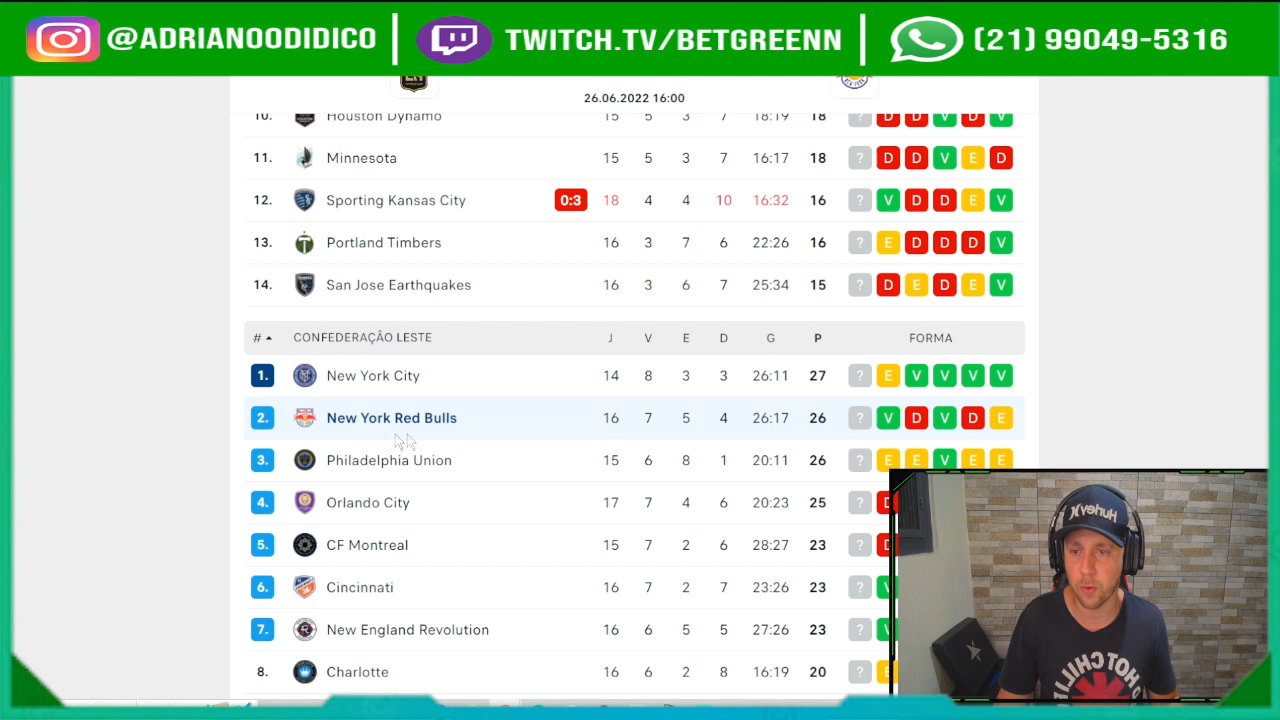 @ADRIANOODIDICO | TWITCH.TV/BETGREENN | (21) 99049-5316
26.06.2022 16:00
10. Houston Dynamo 15 5 3 7 18:19 18 ? D D V D V
11. Minnesota 15 5 3 7 16:17 18 ? D D V E D
12. Sporting Kansas City 0:3 18 4 4 10 16:32 16 ? V D D E V
13. Portland Timbers 16 3 7 6 22:26 16 ? E D D D V
14. San Jose Earthquakes 16 3 6 7 25:34 15 ? D E D E V
# CONFEDERAÇÃO LESTE J V E D G P FORMA
1. New York City 14 8 3 3 26:11 27 ? E V V V V
2. New York Red Bulls 16 7 5 4 26:17 26 ? V D V D E
3. Philadelphia Union 15 6 8 1 20:11 26 ? E E V E E
4. Orlando City 17 7 4 6 20:23 25 ? D
5. CF Montreal 15 7 2 6 28:27 23 ? D
6. Cincinnati 16 7 2 7 23:26 23 ? V
7. New England Revolution 16 6 5 5 27:26 23 ? V
8. Charlotte 16 6 2 8 16:19 20 ? E
Hurley
HOT CHILI